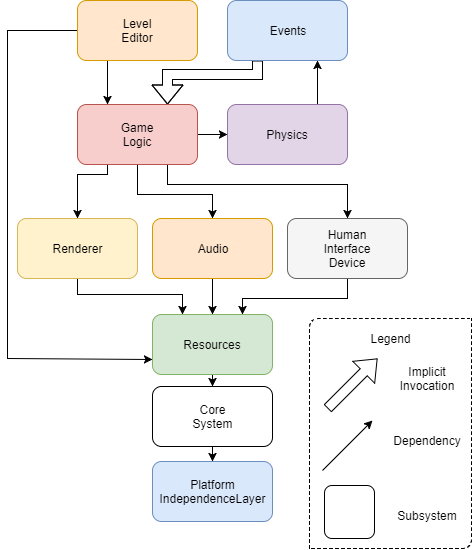 Level
Editor
Events
Game
Logic
Physics
Renderer
Audio
Human
Interface
Device
Resources
Core
System
Platform
IndependenceLayer
Legend
Implicit
Invocation
Dependency
Subsystem